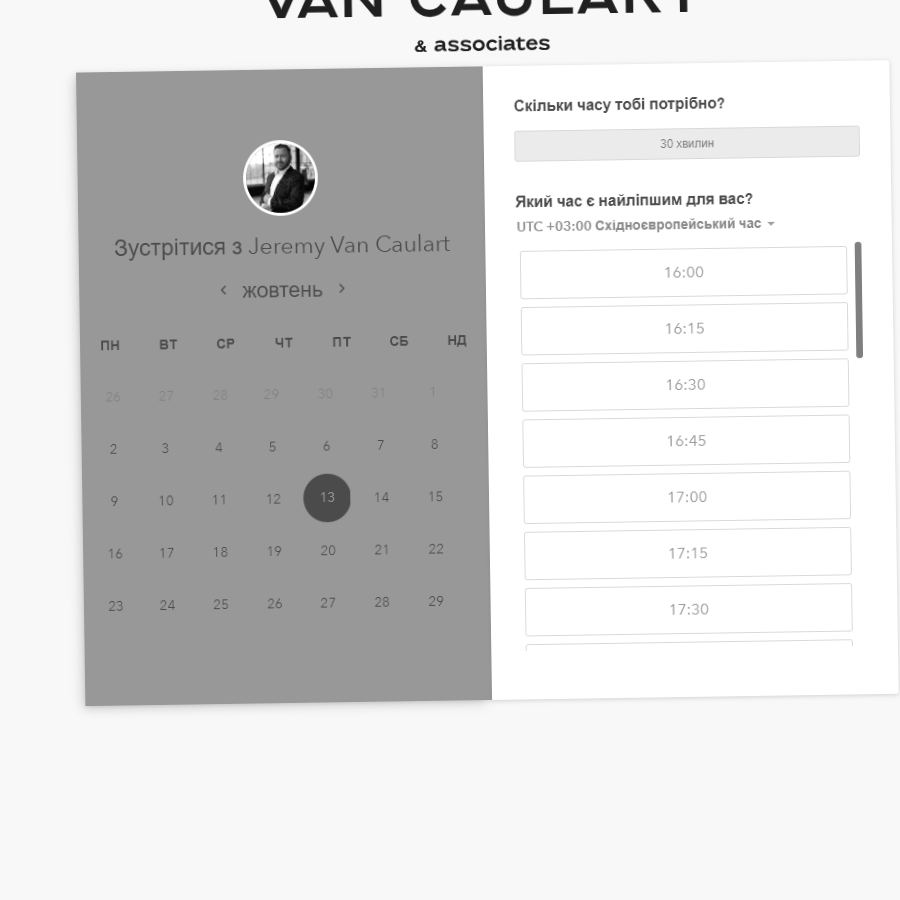 VAN CAULART
& associates
Зустрітися з Jeremy Van Caulart
жовтень
ПН ВТ СР ЧТ ПТ СБ НД
26 27 28 29 30 31 1
2 3 4 5 6 7 8
9 10 11 12 13 14 15
16 17 18 19 20 21 22
23 24 25 26 27 28 29
Скільки часу тобі потрібно?
30 хвилин
Який час є найліпшим для вас?
UTC +03:00 Східноєвропейський час
16:00
16:15
16:30
16:45
17:00
17:15
17:30